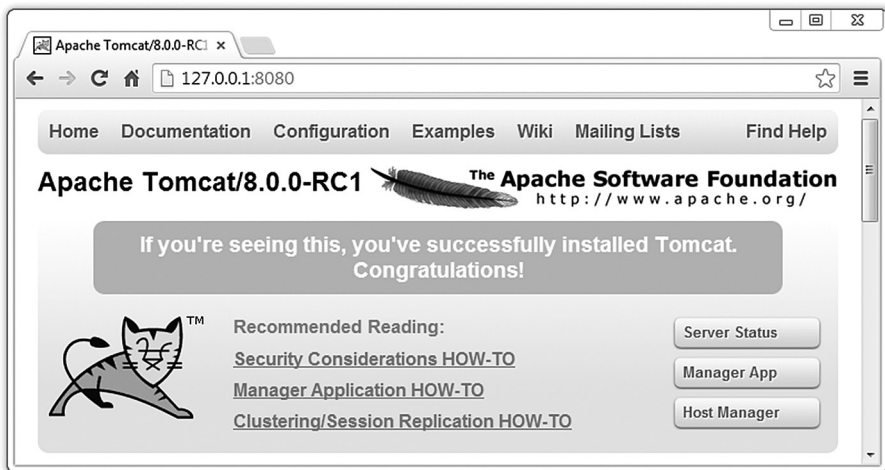 Apache Tomcat/8.0.0-RC1
127.0.0.1:8080
Home Documentation Configuration Examples Wiki Mailing Lists Find Help
Apache Tomcat/8.0.0-RC1
The Apache Software Foundation
http://www.apache.org/
If you're seeing this, you've successfully installed Tomcat.
Congratulations!
TM
Recommended Reading:
Security Considerations HOW-TO
Manager Application HOW-TO
Clustering/Session Replication HOW-TO
Server Status
Manager App
Host Manager